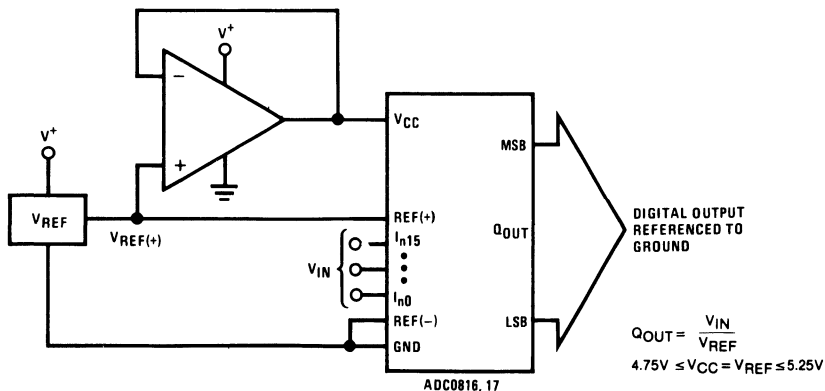 V+
V+
−
+
VCC
MSB
VREF
VREF(+)
REF(+)
In15
VIN
In0
REF(−)
GND
QOUT
LSB
DIGITAL OUTPUT
REFERENCED TO
GROUND
QOUT = VIN / VREF
4.75V ≤ VCC = VREF ≤ 5.25V
ADC0816, 17